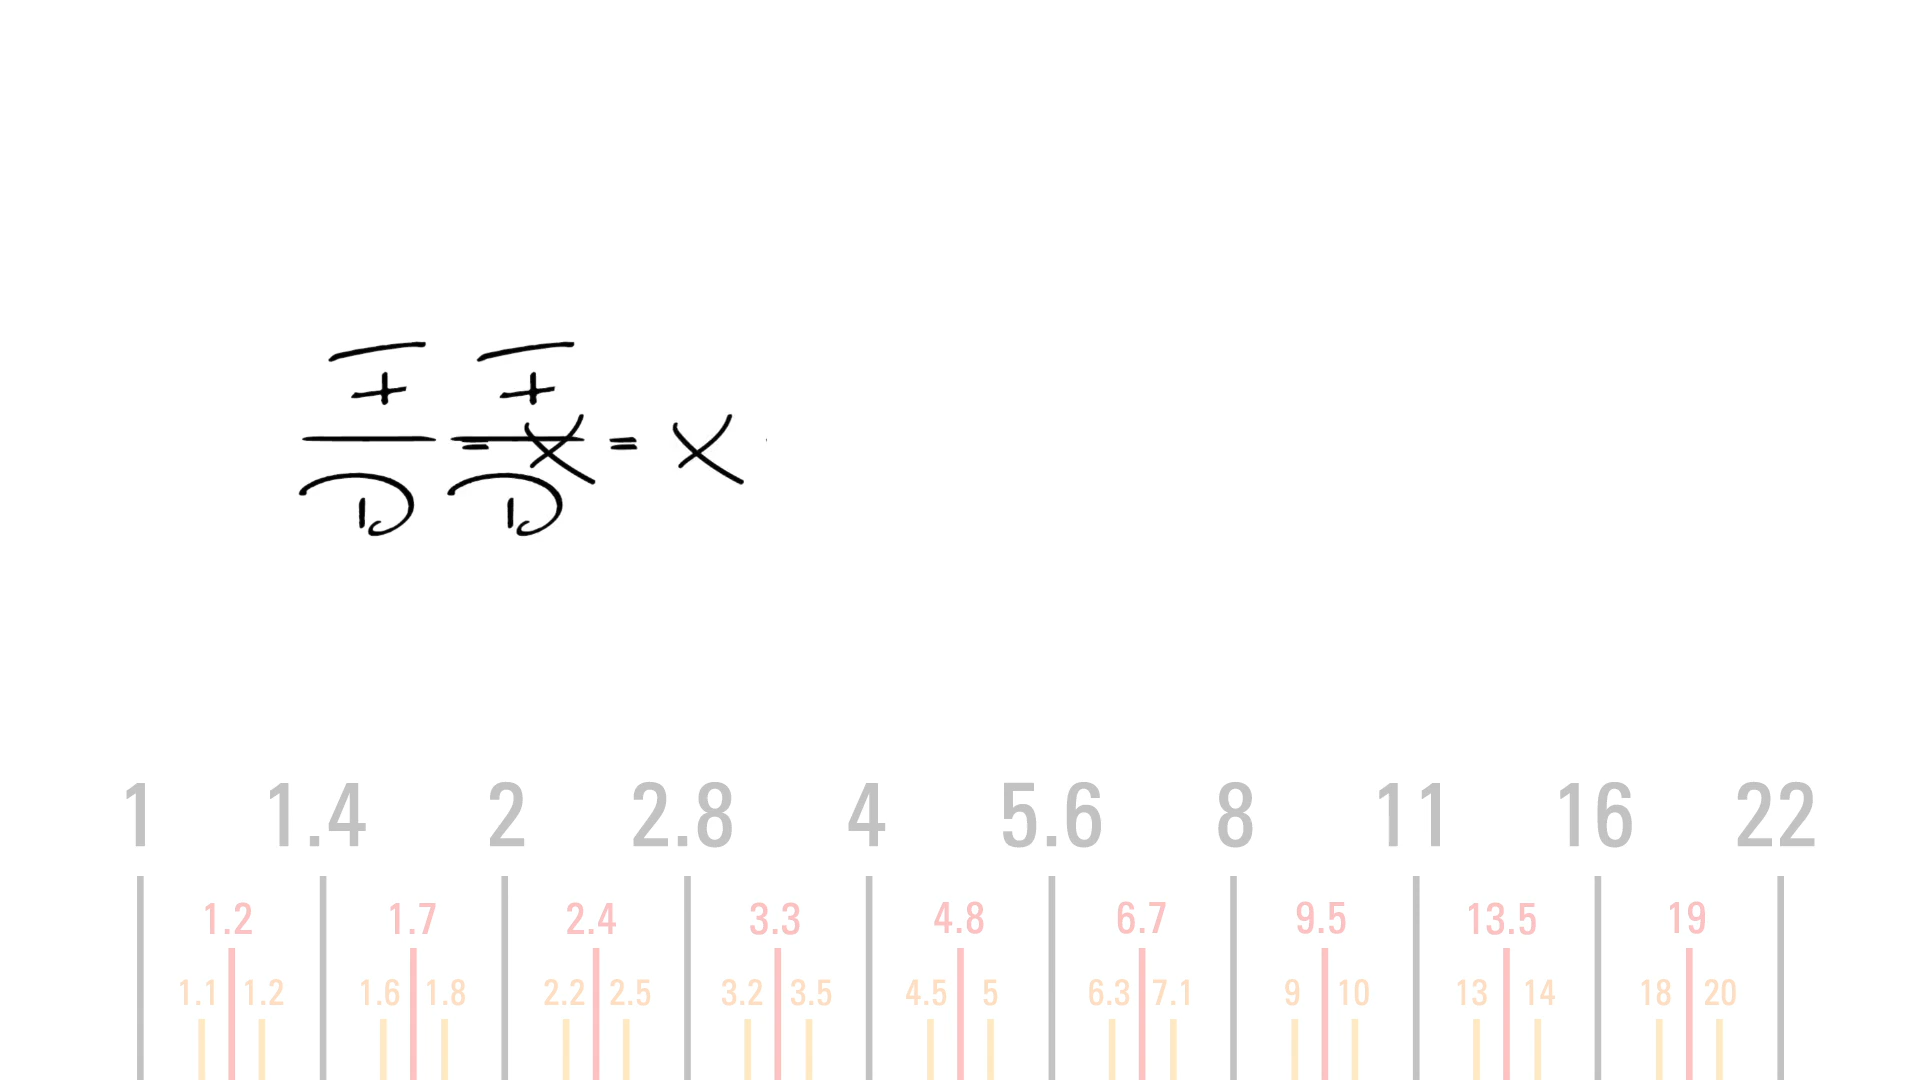 F F
= X = X
D D
1 1.4 2 2.8 4 5.6 8 11 16 22
1.2 1.7 2.4 3.3 4.8 6.7 9.5 13.5 19
1.1 1.2 1.6 1.8 2.2 2.5 3.2 3.5 4.5 5 6.3 7.1 9 10 13 14 18 20